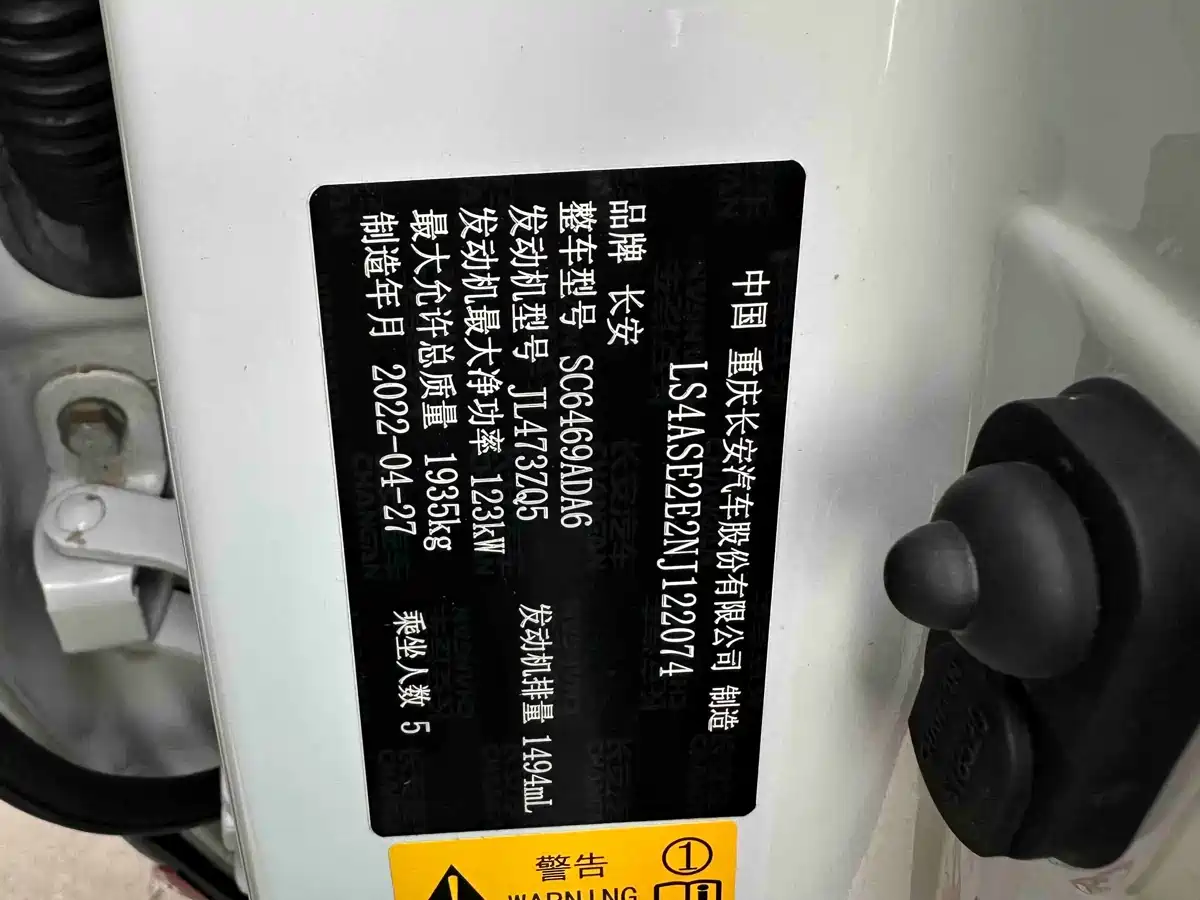 中国 重庆长安汽车股份有限公司 制造
LS4ASE2E2NJ122074
品牌 长安
整车型号 SC6469ADA6
发动机型号 JL473ZQ5 发动机排量 1494mL
发动机最大净功率 123kW
最大允许总质量 1935kg
制造年月 2022-04-27 乘坐人数 5
警告 ①
WARNING